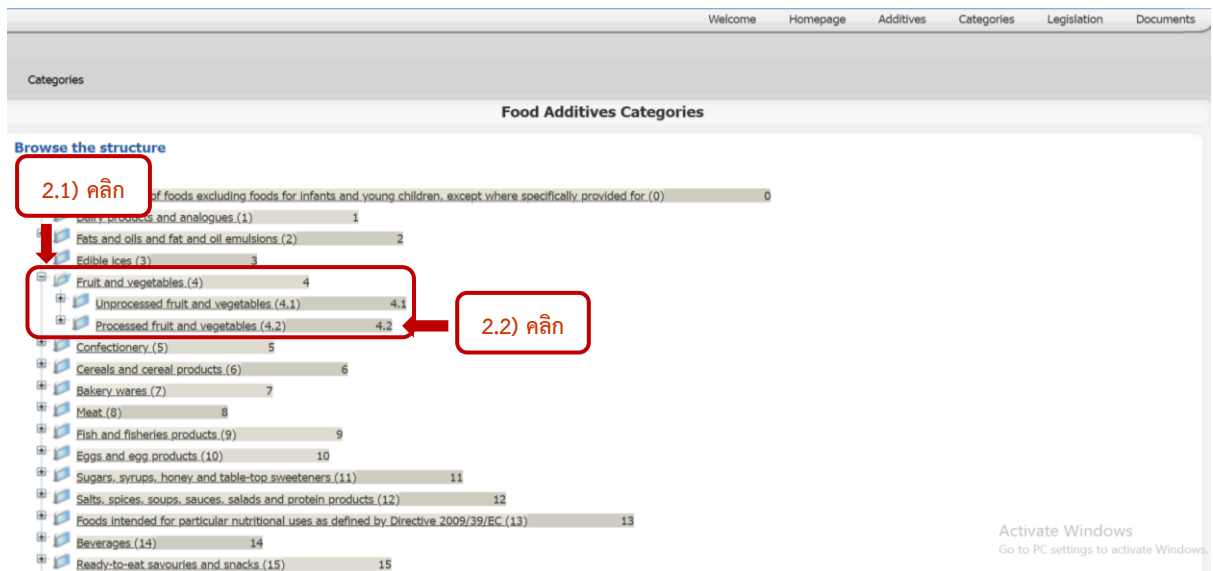 Welcome Homepage Additives Categories Legislation Documents
Categories
Food Additives Categories
Browse the structure
2.1) คลิก
of foods excluding foods for infants and young children, except where specifically provided for (0) 0
Dairy products and analogues (1) 1
Fats and oils and fat and oil emulsions (2) 2
Edible ices (3) 3
Fruit and vegetables (4) 4
Unprocessed fruit and vegetables (4.1) 4.1
Processed fruit and vegetables (4.2) 4.2
2.2) คลิก
Confectionery (5) 5
Cereals and cereal products (6) 6
Bakery wares (7) 7
Meat (8) 8
Fish and fisheries products (9) 9
Eggs and egg products (10) 10
Sugars, syrups, honey and table-top sweeteners (11) 11
Salts, spices, soups, sauces, salads and protein products (12) 12
Foods intended for particular nutritional uses as defined by Directive 2009/39/EC (13) 13
Beverages (14) 14
Ready-to-eat savouries and snacks (15) 15
Activate Windows
Go to PC settings to activate Windows.